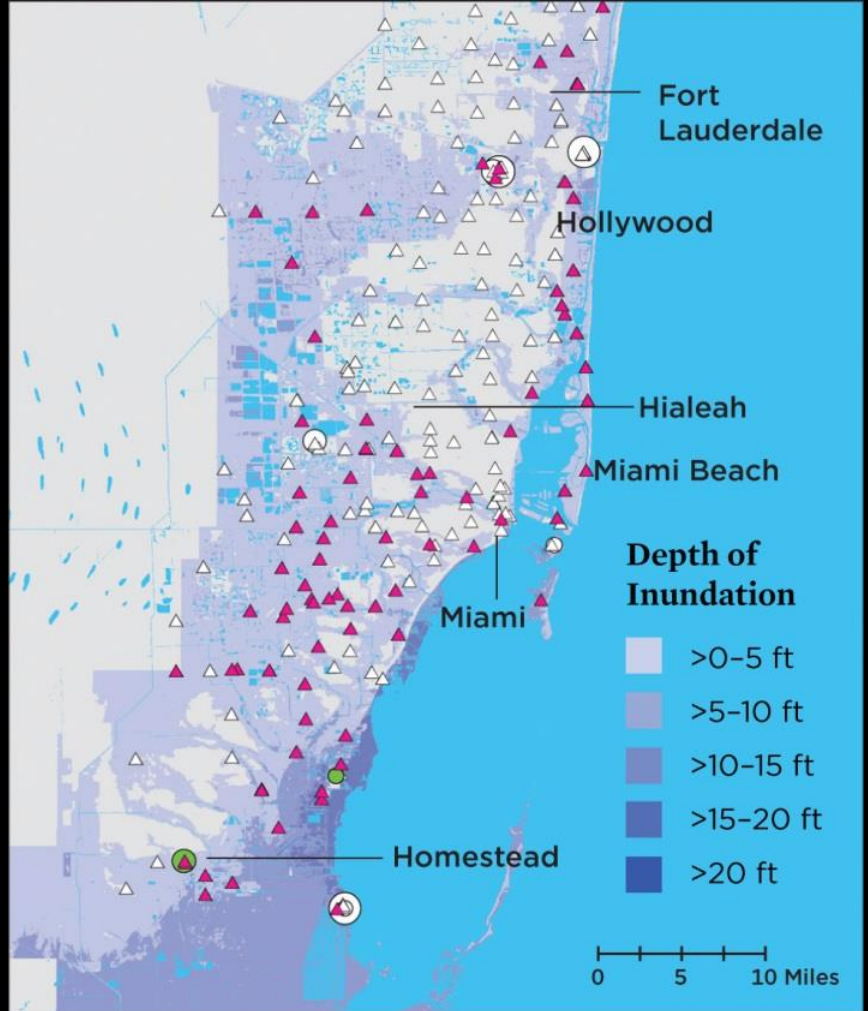 Fort
Lauderdale
Hollywood
Hialeah
Miami Beach
Miami
Depth of
Inundation
>0–5 ft
>5–10 ft
>10–15 ft
>15–20 ft
>20 ft
Homestead
0 5 10 Miles